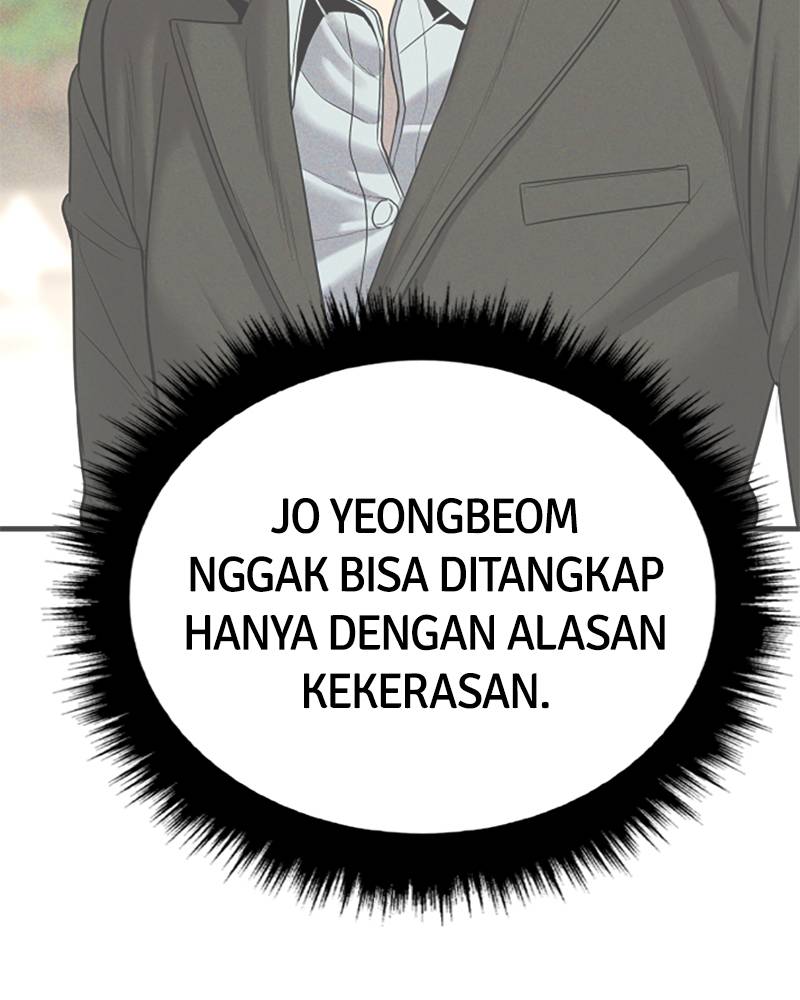 JO YEONGBEOM
NGGAK BISA DITANGKAP
HANYA DENGAN ALASAN
KEKERASAN.